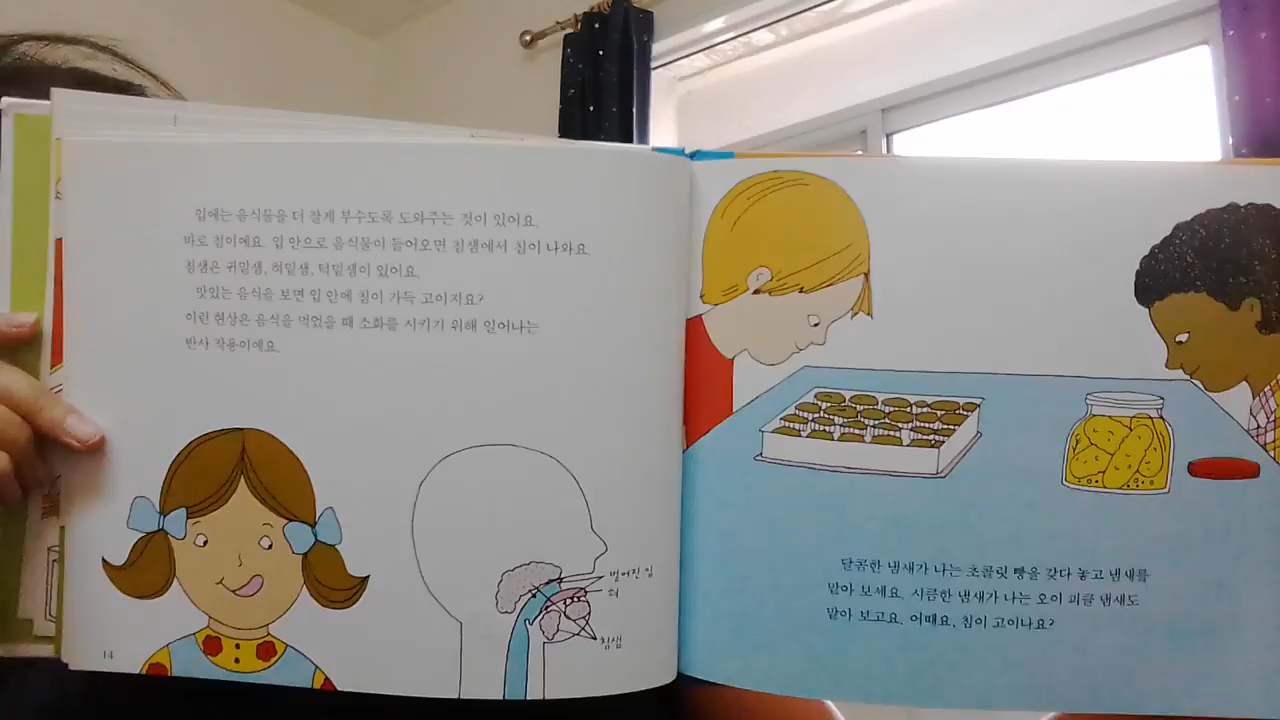 입에는 음식물을 더 잘게 부수도록 도와주는 것이 있어요.
바로 침이에요. 입 안으로 음식물이 들어오면 침샘에서 침이 나와요.
침샘은 귀밑샘, 혀밑샘, 턱밑샘이 있어요.
맛있는 음식을 보면 입 안에 침이 가득 고이지요?
이런 현상은 음식을 먹었을 때 소화를 시키기 위해 일어나는
반사 작용이에요.
벌어진 입
혀
침샘
14
달콤한 냄새가 나는 초콜릿 빵을 갖다 놓고 냄새를
맡아 보세요. 시큼한 냄새가 나는 오이 피클 냄새도
맡아 보고요. 어때요, 침이 고이나요?